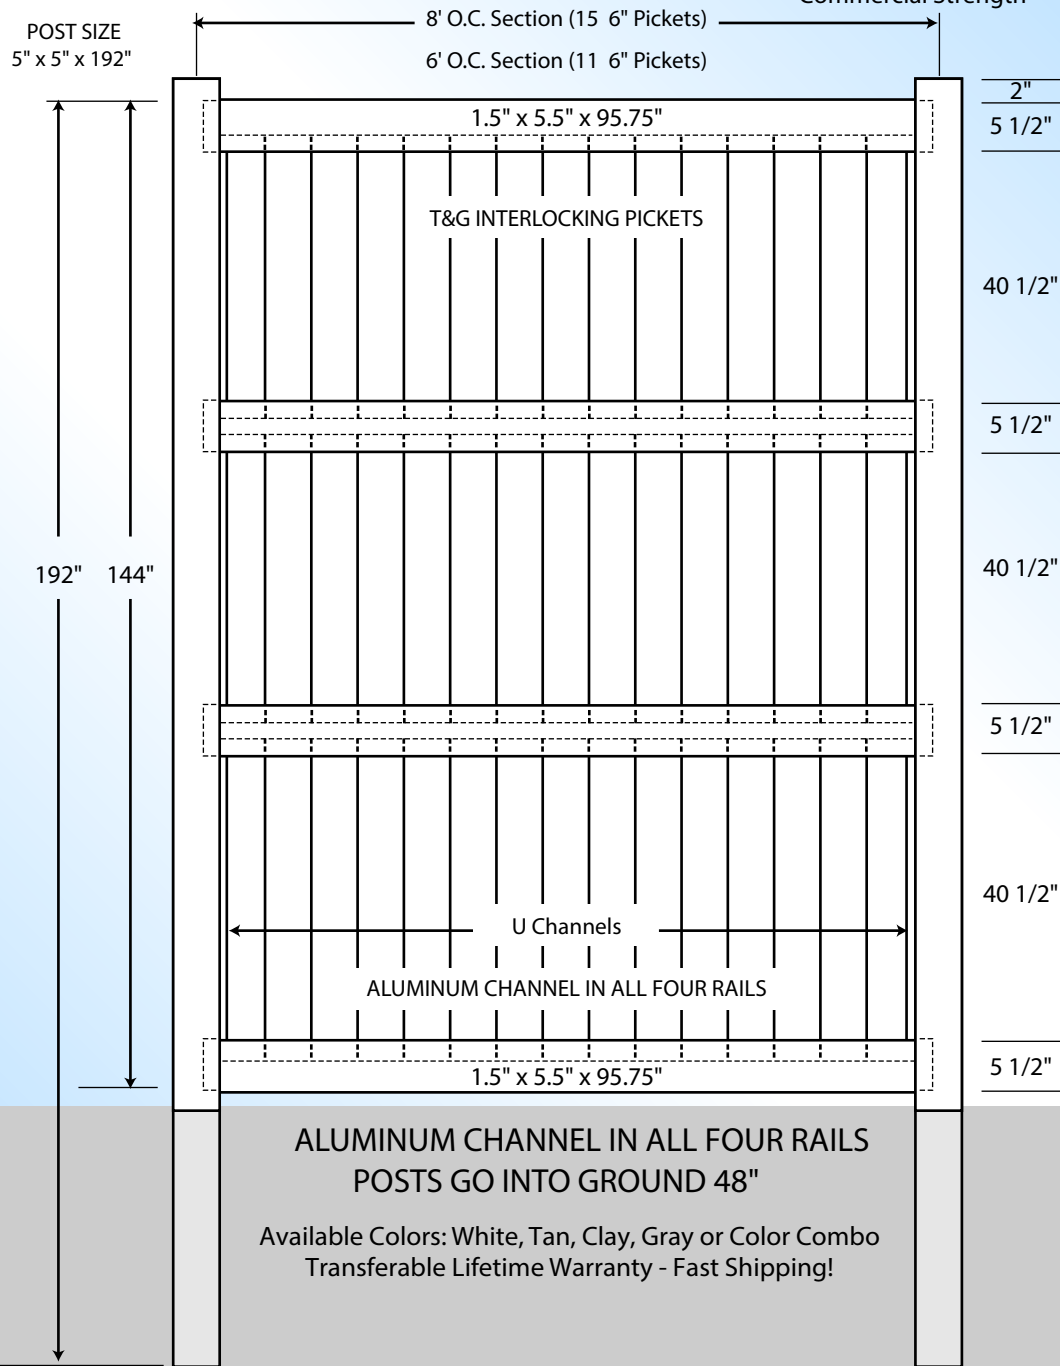 Commercial Strength
8' O.C. Section (15 6" Pickets)
POST SIZE
5" x 5" x 192"
6' O.C. Section (11 6" Pickets)
2"
1.5" x 5.5" x 95.75"
5 1/2"
T&G INTERLOCKING PICKETS
40 1/2"
5 1/2"
192" 144"
40 1/2"
5 1/2"
40 1/2"
U Channels
ALUMINUM CHANNEL IN ALL FOUR RAILS
5 1/2"
1.5" x 5.5" x 95.75"
ALUMINUM CHANNEL IN ALL FOUR RAILS
POSTS GO INTO GROUND 48"
Available Colors: White, Tan, Clay, Gray or Color Combo
Transferable Lifetime Warranty - Fast Shipping!